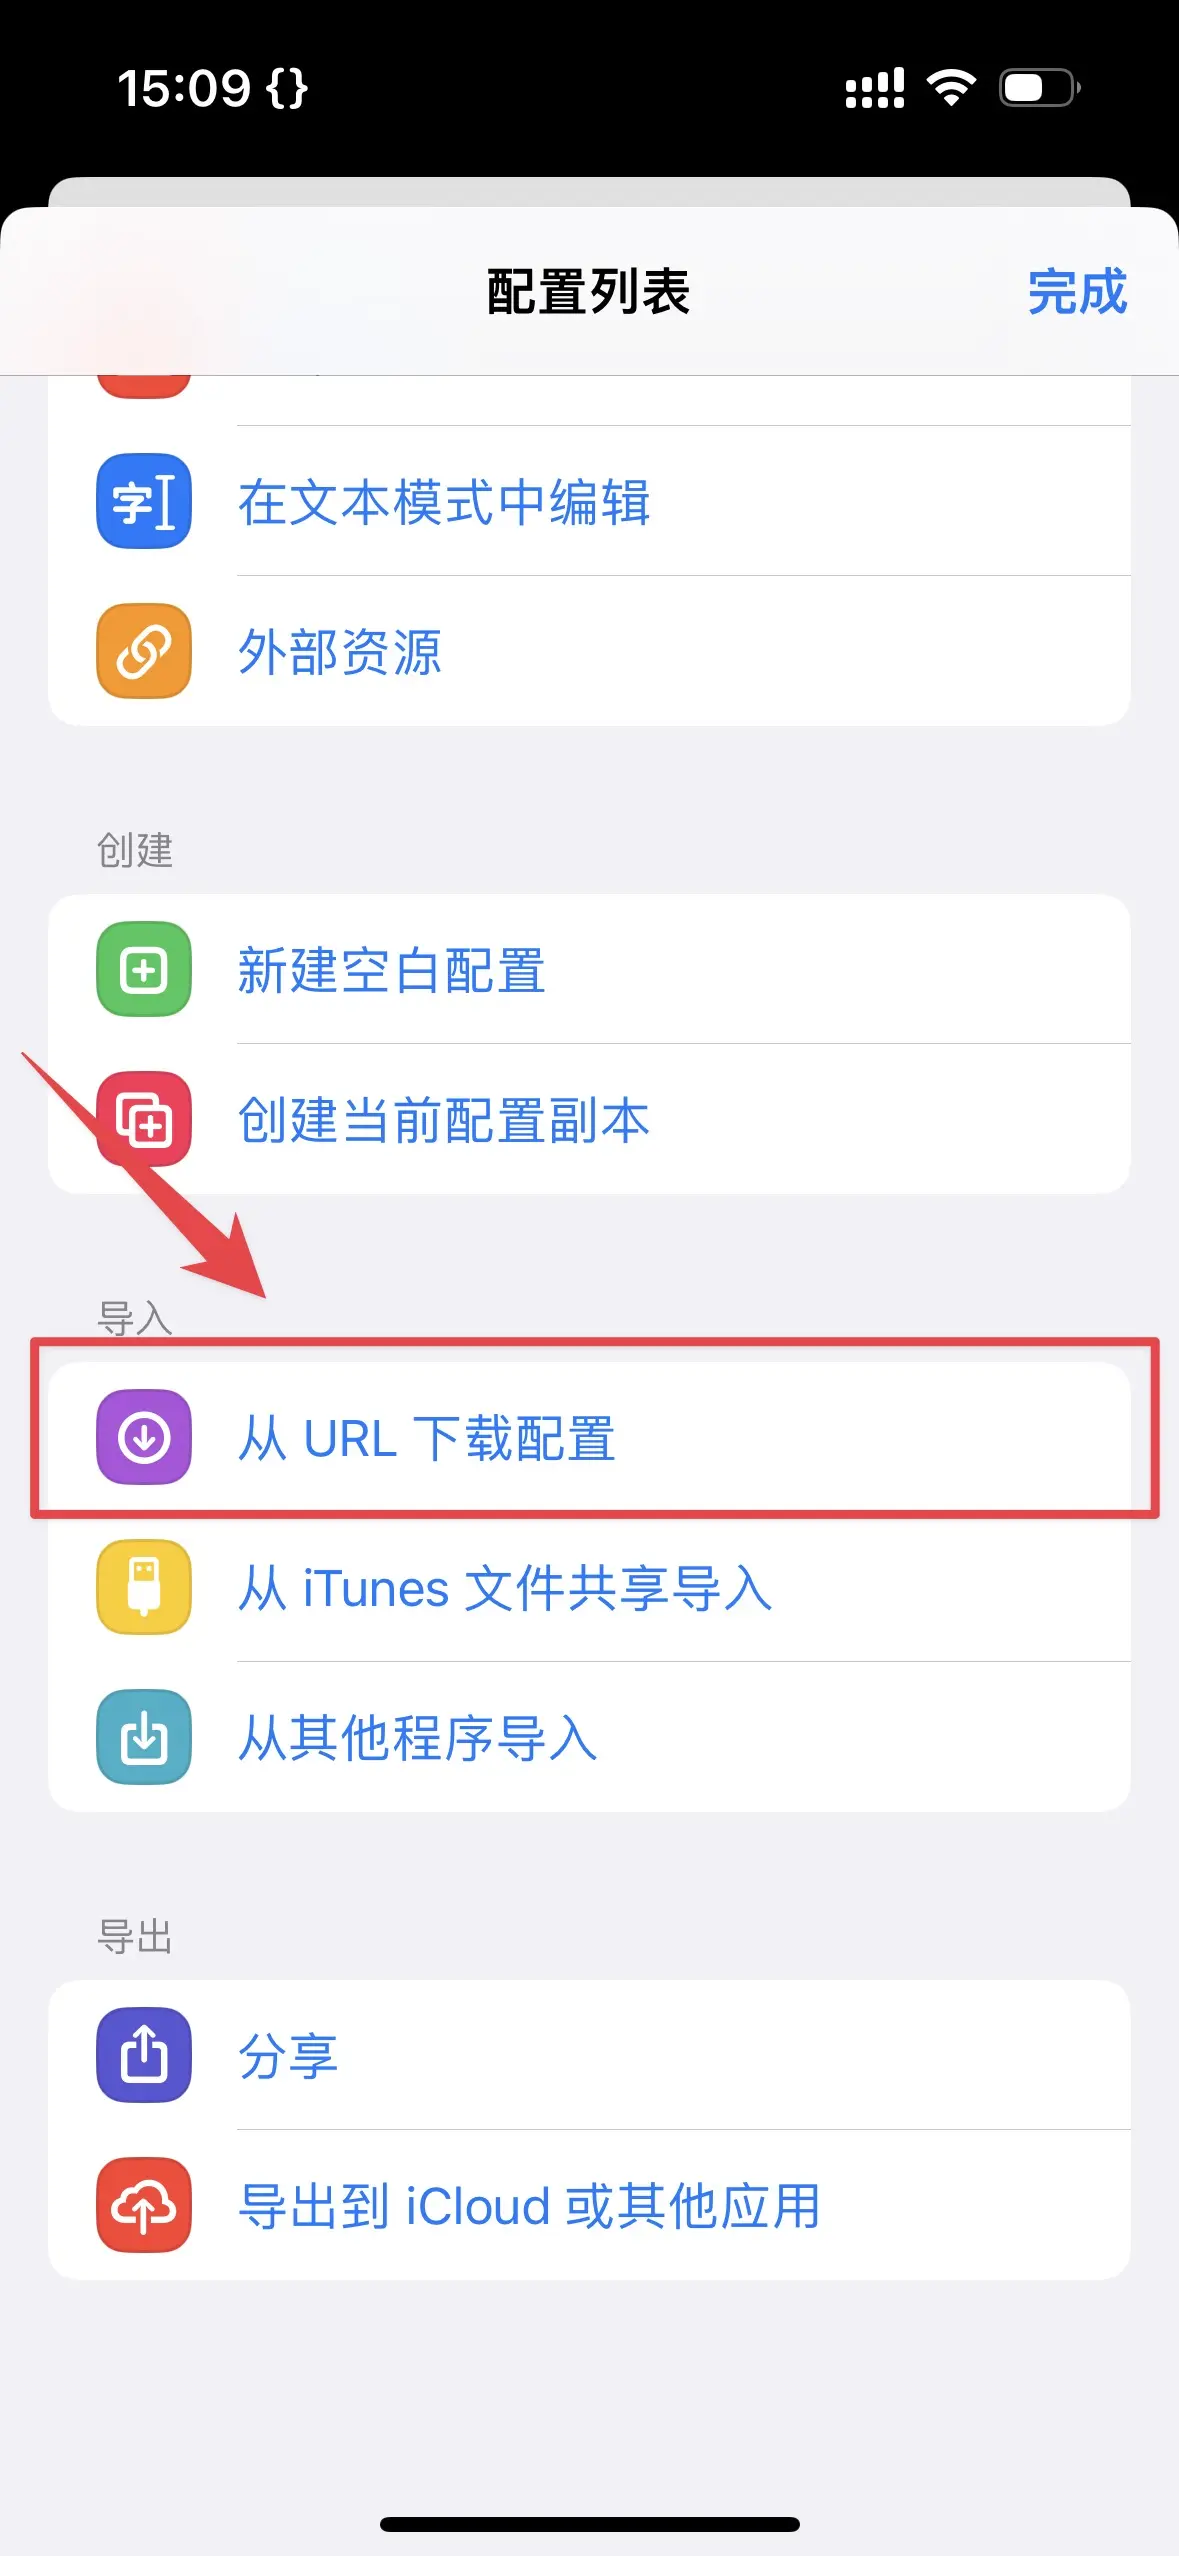 15:09 {}
配置列表
完成
字
在文本模式中编辑
外部资源
创建
新建空白配置
创建当前配置副本
导入
从 URL 下载配置
从 iTunes 文件共享导入
从其他程序导入
导出
分享
导出到 iCloud 或其他应用